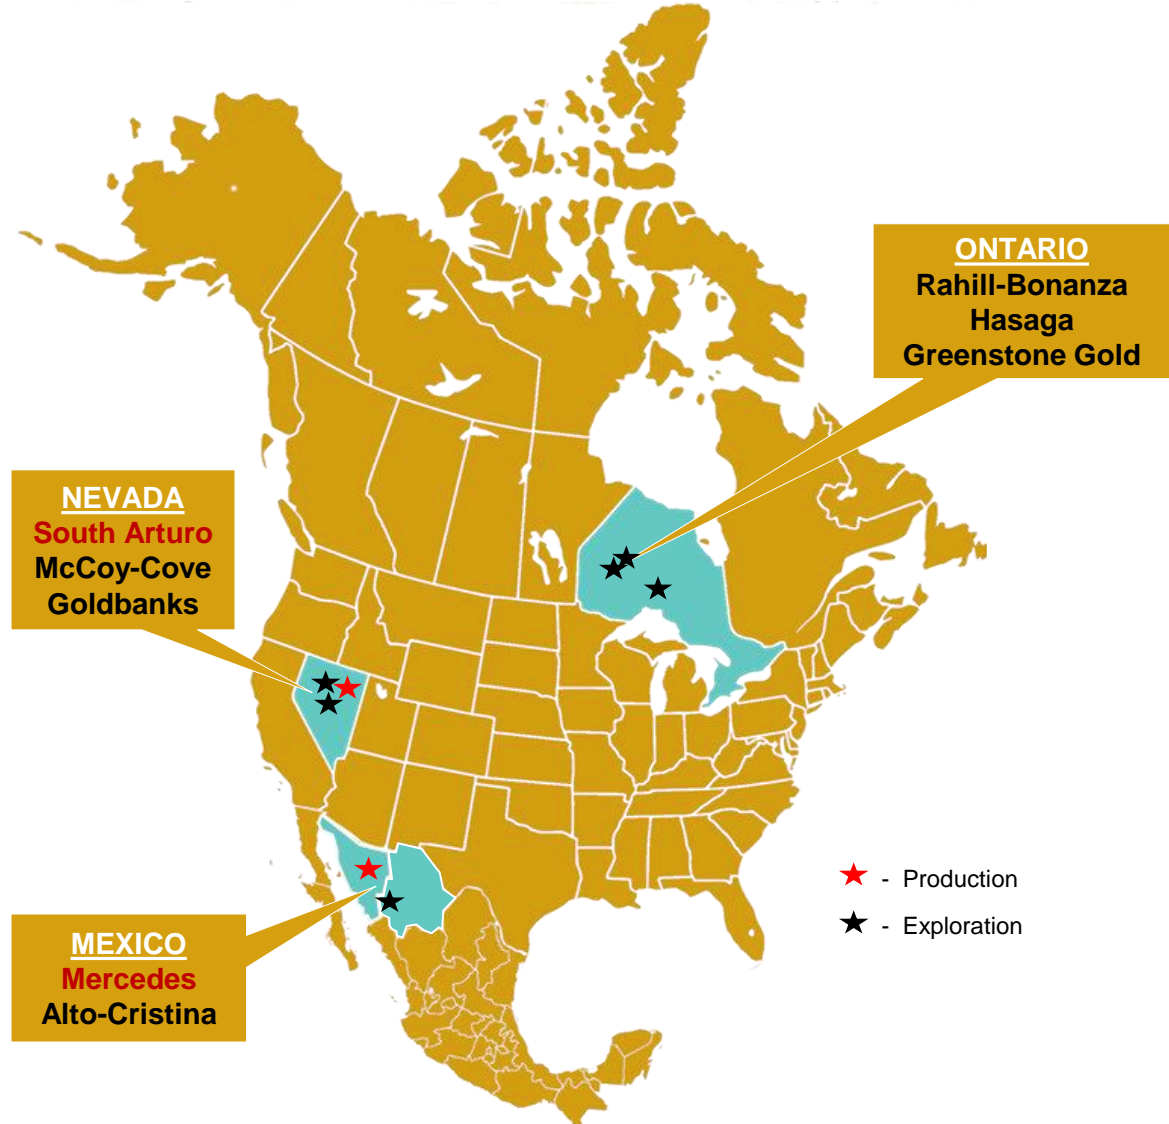 ONTARIO
Rahill-Bonanza
Hasaga
Greenstone Gold
NEVADA
South Arturo
McCoy-Cove
Goldbanks
MEXICO
Mercedes
Alto-Cristina
- Production
- Exploration